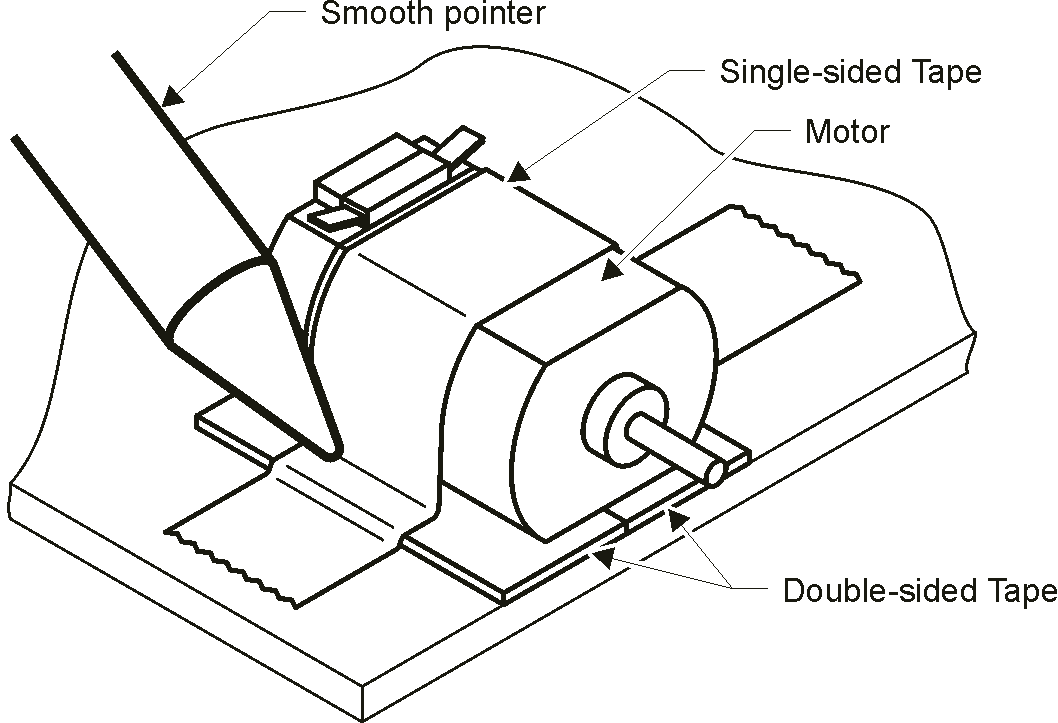 Smooth pointer
Single-sided Tape
Motor
Double-sided Tape